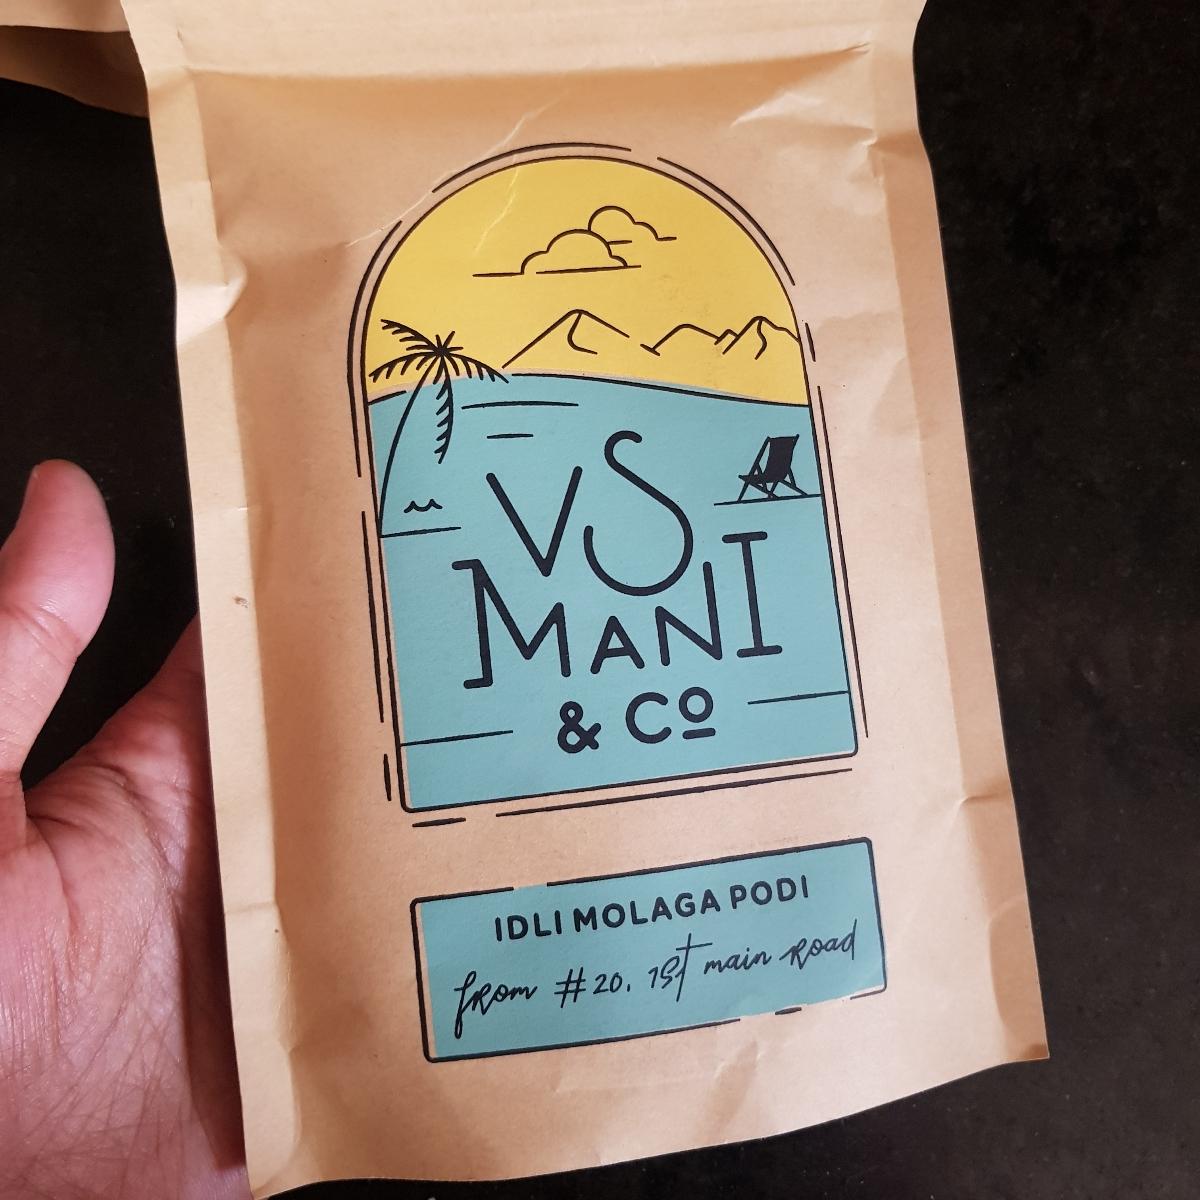 VS
MANI
& Co
IDLI MOLAGA PODI
from #20, 1st main Road